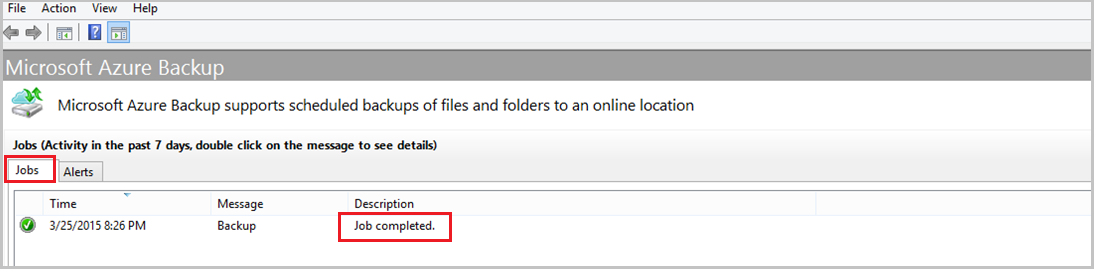 File Action View Help
?
Microsoft Azure Backup
Microsoft Azure Backup supports scheduled backups of files and folders to an online location
Jobs (Activity in the past 7 days, double click on the message to see details)
Jobs Alerts
Time Message Description
3/25/2015 8:26 PM Backup Job completed.